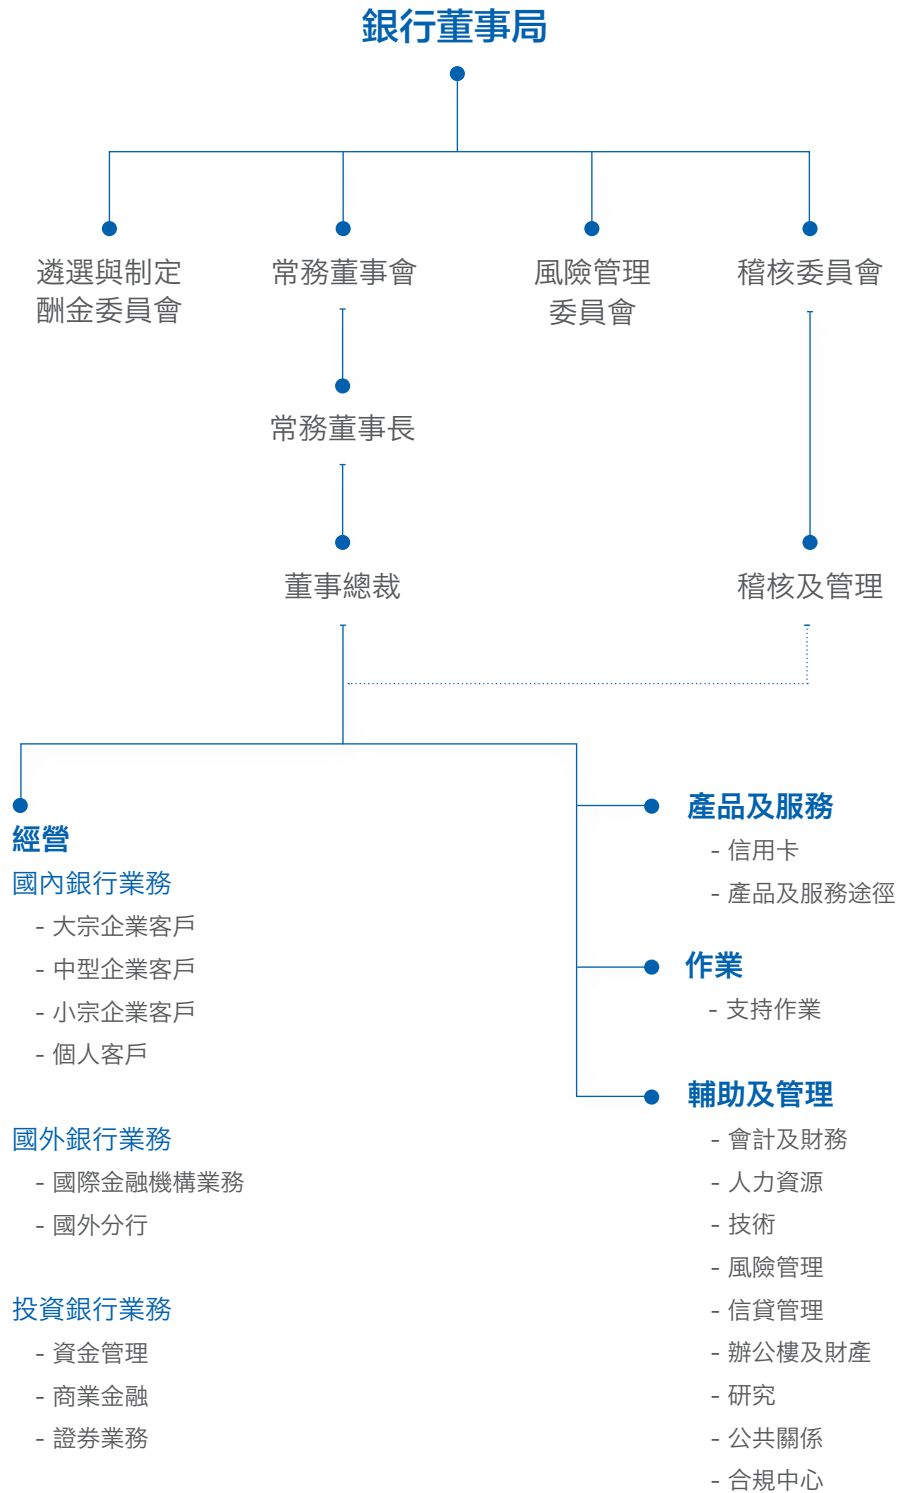 銀行董事局
遴選與制定
酬金委員會
常務董事會
風險管理
委員會
稽核委員會
常務董事長
董事總裁
稽核及管理
經營
國內銀行業務
- 大宗企業客戶
- 中型企業客戶
- 小宗企業客戶
- 個人客戶
國外銀行業務
- 國際金融機構業務
- 國外分行
投資銀行業務
- 資金管理
- 商業金融
- 證券業務
產品及服務
- 信用卡
- 產品及服務途徑
作業
- 支持作業
輔助及管理
- 會計及財務
- 人力資源
- 技術
- 風險管理
- 信貸管理
- 辦公樓及財產
- 研究
- 公共關係
- 合規中心